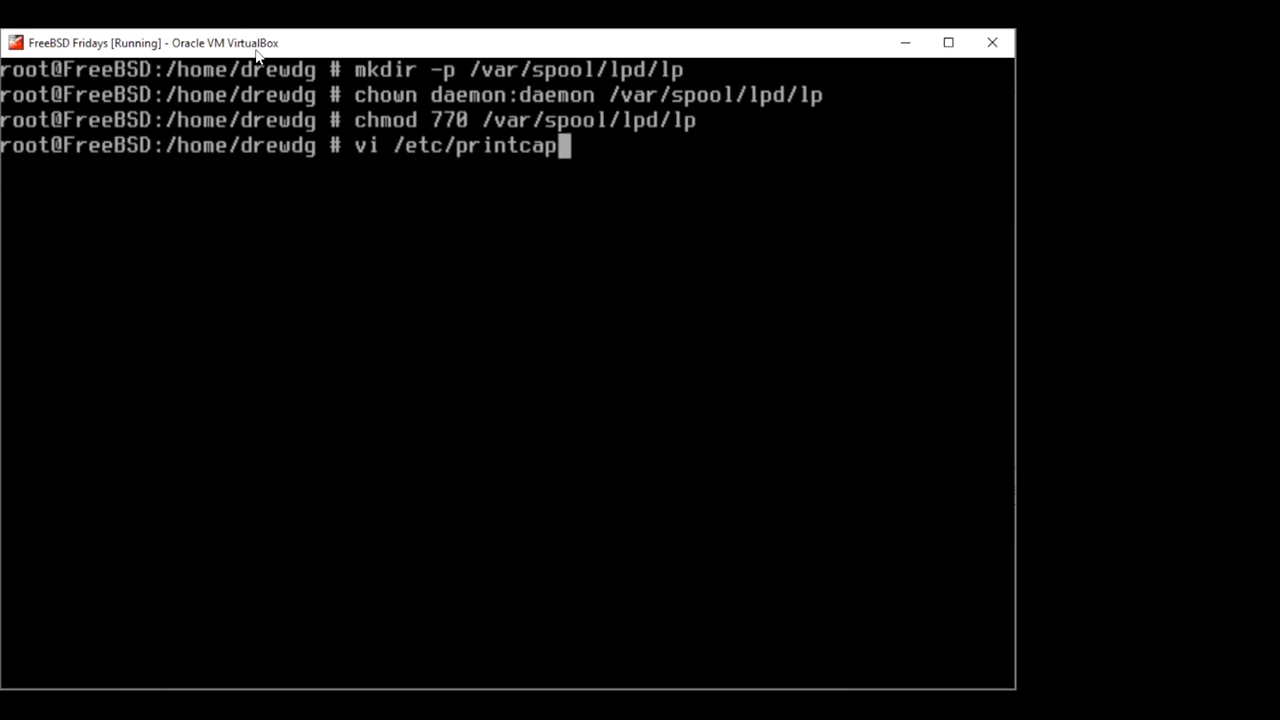 FreeBSD Fridays [Running] - Oracle VM VirtualBox
root@FreeBSD:/home/drewdg # mkdir -p /var/spool/lpd/lp
root@FreeBSD:/home/drewdg # chown daemon:daemon /var/spool/lpd/lp
root@FreeBSD:/home/drewdg # chmod 770 /var/spool/lpd/lp
root@FreeBSD:/home/drewdg # vi /etc/printcap